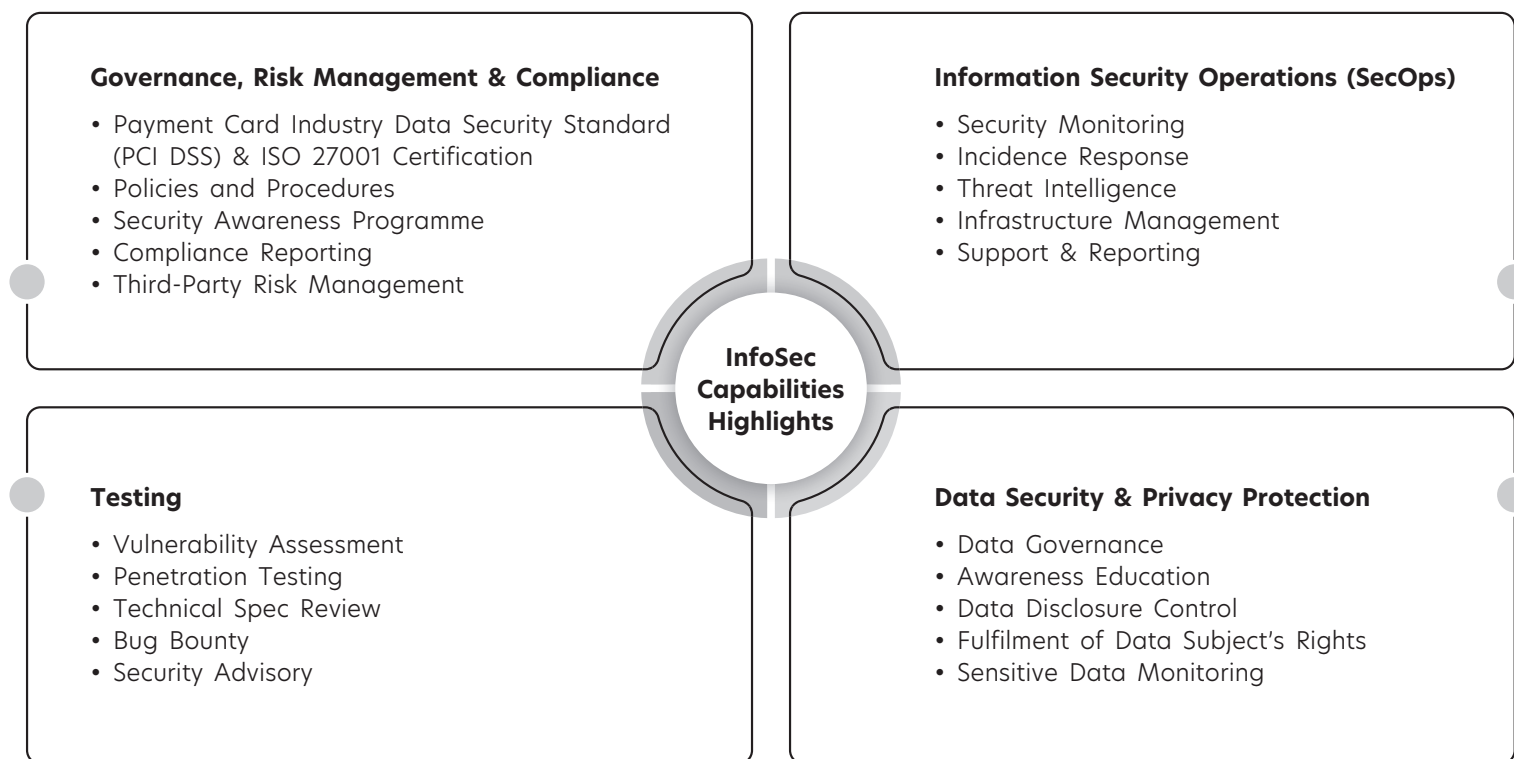 Governance, Risk Management & Compliance
• Payment Card Industry Data Security Standard
(PCI DSS) & ISO 27001 Certification
• Policies and Procedures
• Security Awareness Programme
• Compliance Reporting
• Third-Party Risk Management
Information Security Operations (SecOps)
• Security Monitoring
• Incidence Response
• Threat Intelligence
• Infrastructure Management
• Support & Reporting
InfoSec
Capabilities
Highlights
Testing
• Vulnerability Assessment
• Penetration Testing
• Technical Spec Review
• Bug Bounty
• Security Advisory
Data Security & Privacy Protection
• Data Governance
• Awareness Education
• Data Disclosure Control
• Fulfilment of Data Subject's Rights
• Sensitive Data Monitoring